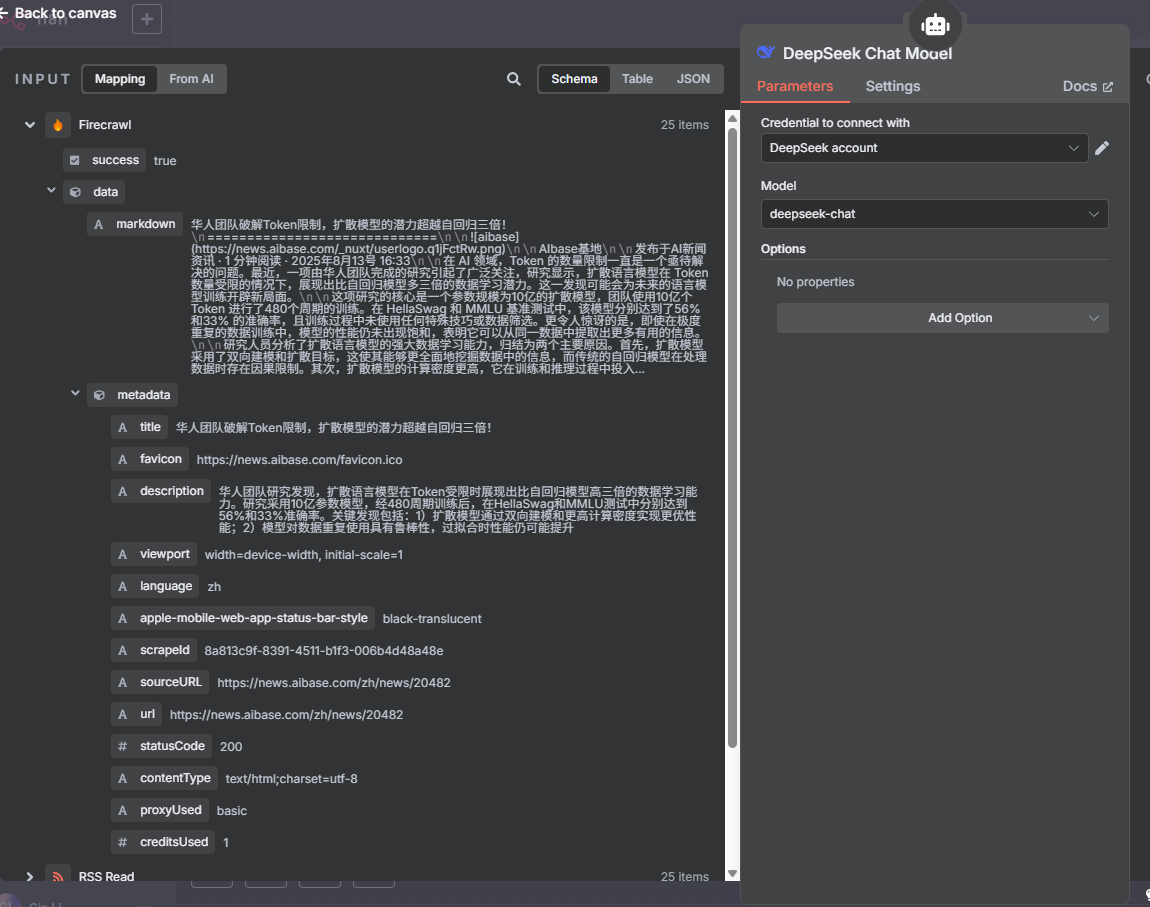 Back to canvas
n8n
INPUT
Mapping
From AI
Schema
Table
JSON
Firecrawl
25 items
success
true
data
A markdown
华人团队破解Token限制，扩散模型的潜力超越自回归三倍！
\n=============================\n\n![aibase]
(https://news.aibase.com/_nuxt/userlogo.q1jFctRw.png)\n\nAIbase基地\n\n发布于AI新闻
资讯 · 1 分钟阅读 · 2025年8月13号 16:33\n\n在 AI 领域，Token 的数量限制一直是一个亟待解
决的问题。最近，一项由华人团队完成的研究引起了广泛关注，研究显示，扩散语言模型在 Token
数量受限的情况下，展现出比自回归模型多三倍的数据学习潜力。这一发现可能会为未来的语言模
型训练开辟新局面。\n\n这项研究的核心是一个参数规模为10亿的扩散模型，团队使用10亿个
Token 进行了480个周期的训练。在 HellaSwag 和 MMLU 基准测试中，该模型分别达到了56%
和33% 的准确率，且训练过程中未使用任何特殊技巧或数据筛选。更令人惊讶的是，即使在极度
重复的数据训练中，模型的性能仍未出现饱和，表明它可以从同一数据中提取出更多有用的信息。
\n\n研究人员分析了扩散语言模型的强大数据学习能力，归结为两个主要原因。首先，扩散模型
采用了双向建模和扩散目标，这使其能够更全面地挖掘数据中的信息，而传统的自回归模型在处理
数据时存在因果限制。其次，扩散模型的计算密度更高，它在训练和推理过程中投入...
metadata
A title
华人团队破解Token限制，扩散模型的潜力超越自回归三倍！
A favicon
https://news.aibase.com/favicon.ico
A description
华人团队研究发现，扩散语言模型在Token受限时展现出比自回归模型高三倍的数据学习能
力。研究采用10亿参数模型，经480周期训练后，在HellaSwag和MMLU测试中分别达到
56%和33%准确率。关键发现包括：1）扩散模型通过双向建模和更高计算密度实现更优性
能；2）模型对数据重复使用具有鲁棒性，过拟合时性能仍可能提升
A viewport
width=device-width, initial-scale=1
A language
zh
A apple-mobile-web-app-status-bar-style
black-translucent
A scrapeId
8a813c9f-8391-4511-b1f3-006b4d48a48e
A sourceURL
https://news.aibase.com/zh/news/20482
A url
https://news.aibase.com/zh/news/20482
# statusCode
200
A contentType
text/html;charset=utf-8
A proxyUsed
basic
# creditsUsed
1
RSS Read
25 items
DeepSeek Chat Model
Parameters
Settings
Docs
Credential to connect with
DeepSeek account
Model
deepseek-chat
Options
No properties
Add Option